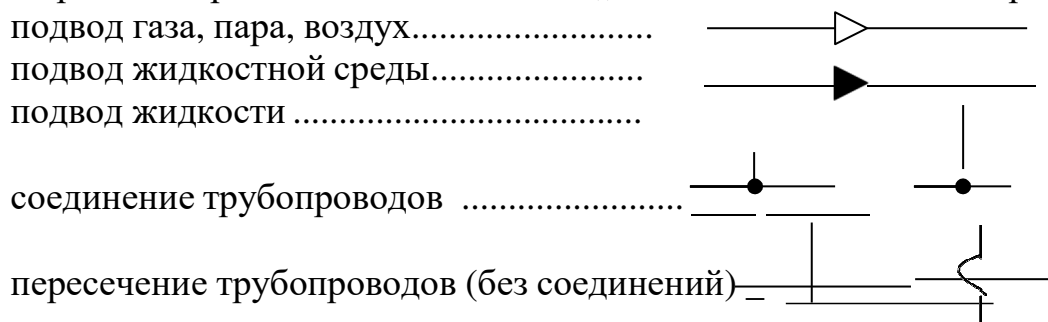 подвод газа, пара, воздух..........................
подвод жидкостной среды.......................
подвод жидкости ......................................
соединение трубопроводов ........................
пересечение трубопроводов (без соединений) _